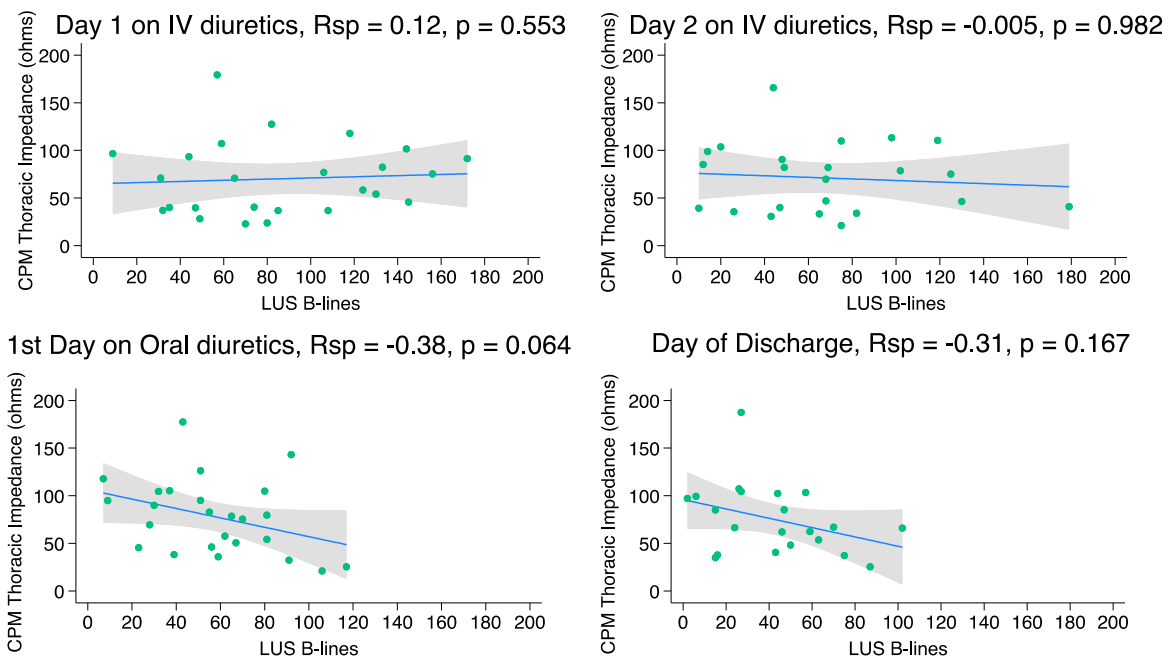 Day 1 on IV diuretics, Rsp = 0.12, p = 0.553
CPM Thoracic Impedance (ohms)
200
150
100
50
0
0 20 40 60 80 100 120 140 160 180 200
LUS B-lines
Day 2 on IV diuretics, Rsp = -0.005, p = 0.982
CPM Thoracic Impedance (ohms)
200
150
100
50
0
0 20 40 60 80 100 120 140 160 180 200
LUS B-lines
1st Day on Oral diuretics, Rsp = -0.38, p = 0.064
CPM Thoracic Impedance (ohms)
200
150
100
50
0
0 20 40 60 80 100 120 140 160 180 200
LUS B-lines
Day of Discharge, Rsp = -0.31, p = 0.167
CPM Thoracic Impedance (ohms)
200
150
100
50
0
0 20 40 60 80 100 120 140 160 180 200
LUS B-lines